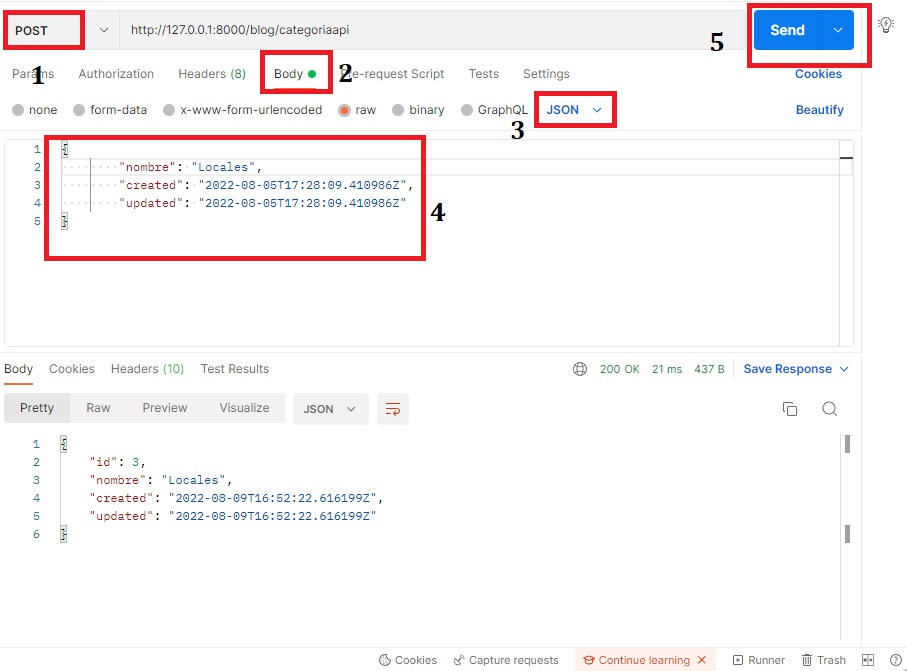 POST http://127.0.0.1:8000/blog/categoriaapi Send
5
Params Authorization Headers (8) Body Pre-request Script Tests Settings Cookies
1 2
none form-data x-www-form-urlencoded raw binary GraphQL JSON Beautify
3
1 {
2 "nombre": "Locales",
3 "created": "2022-08-05T17:28:09.410986Z",
4 "updated": "2022-08-05T17:28:09.410986Z"
5 }
4
Body Cookies Headers (10) Test Results 200 OK 21 ms 437 B Save Response
Pretty Raw Preview Visualize JSON
1 {
2 "id": 3,
3 "nombre": "Locales",
4 "created": "2022-08-09T16:52:22.616199Z",
5 "updated": "2022-08-09T16:52:22.616199Z"
6 }
Cookies Capture requests Continue learning Runner Trash